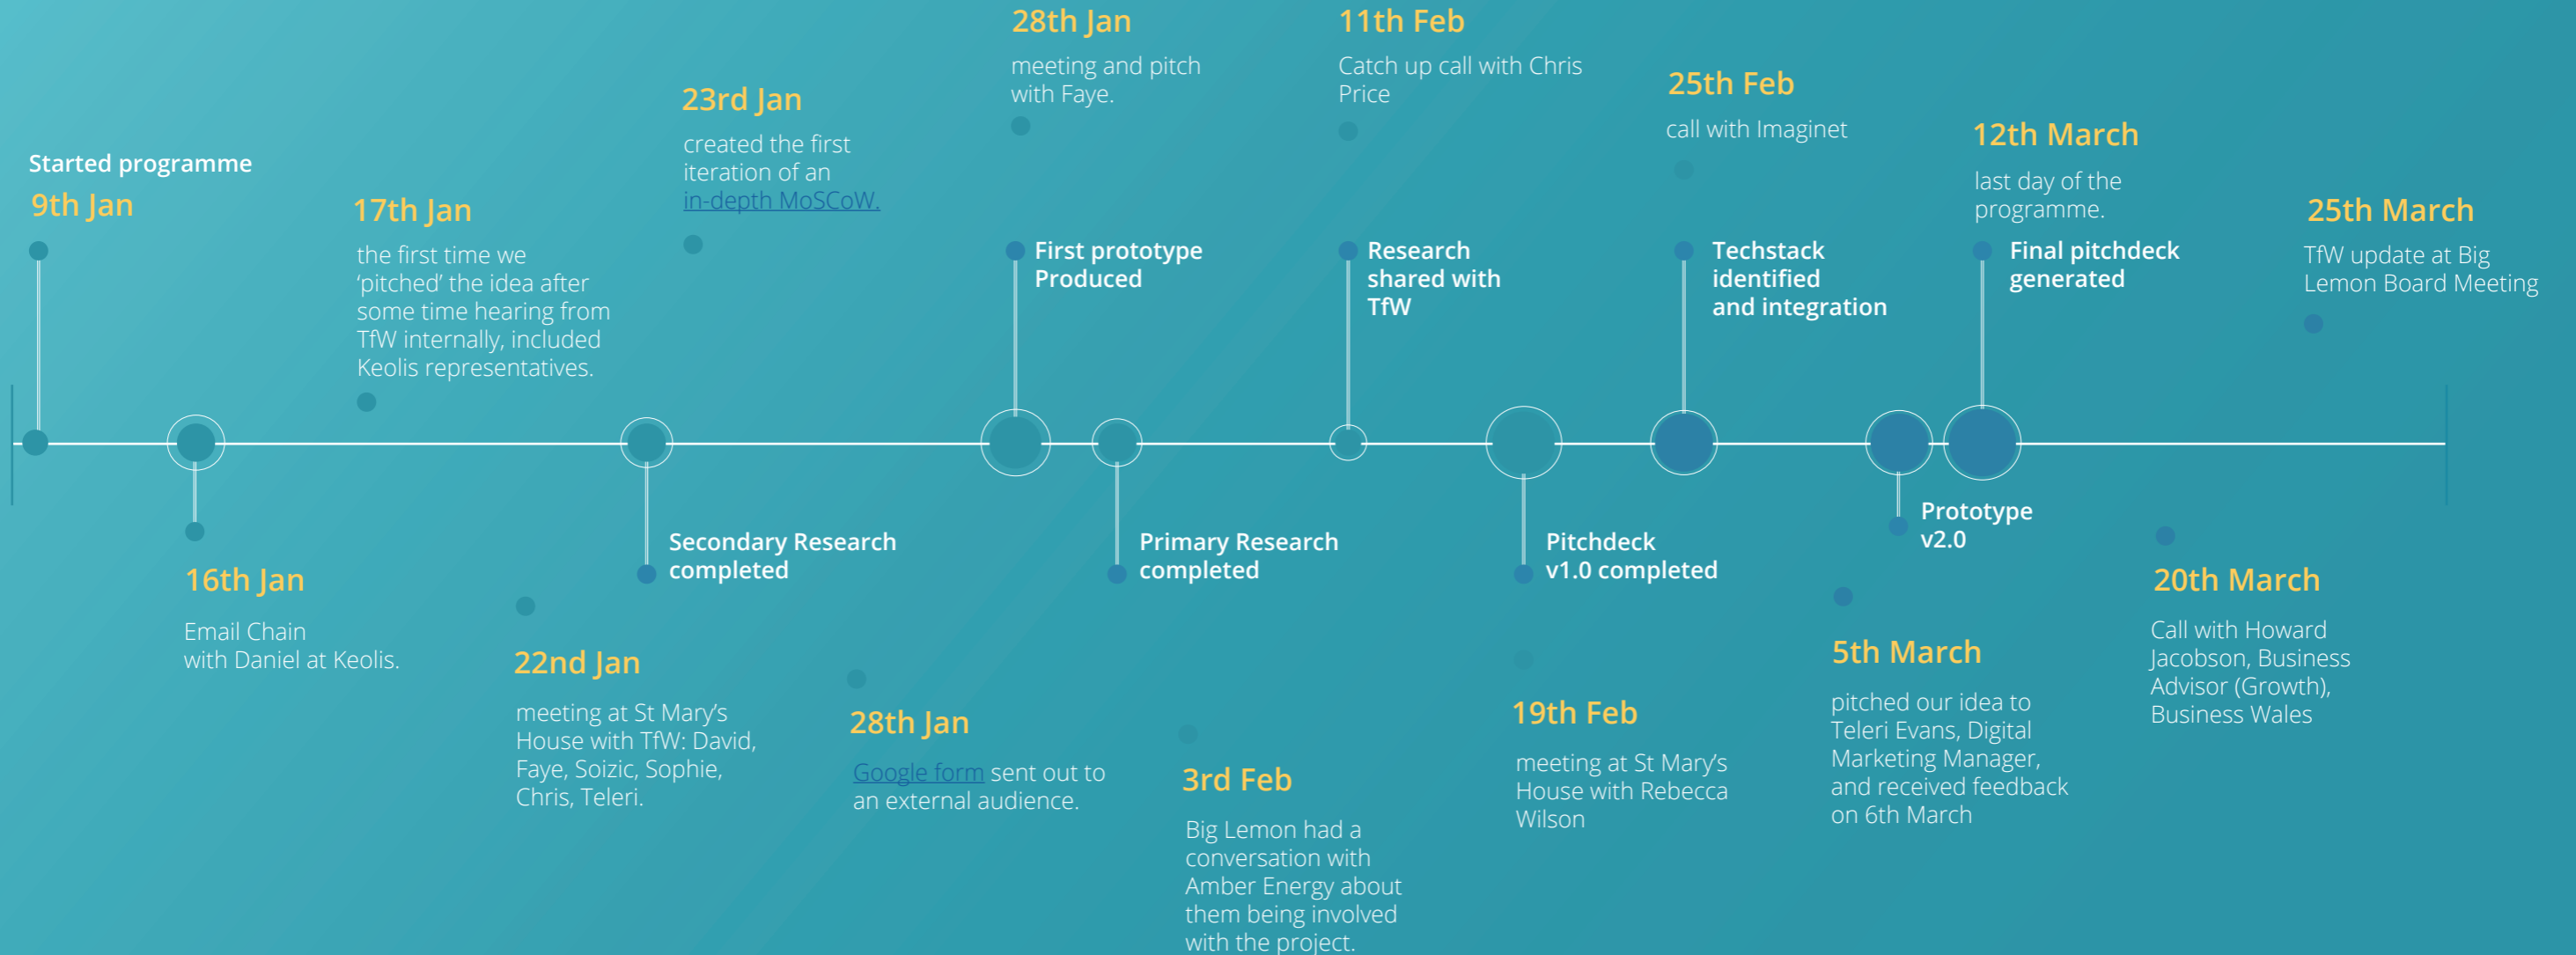 Started programme
9th Jan
16th Jan
Email Chain
with Daniel at Keolis.
17th Jan
the first time we
‘pitched’ the idea after
some time hearing from
TfW internally, included
Keolis representatives.
22nd Jan
meeting at St Mary’s
House with TfW: David,
Faye, Soizic, Sophie,
Chris, Teleri.
23rd Jan
created the first
iteration of an
in-depth MoSCoW.
Secondary Research
completed
28th Jan
Google form sent out to
an external audience.
28th Jan
meeting and pitch
with Faye.
First prototype
Produced
Primary Research
completed
3rd Feb
Big Lemon had a
conversation with
Amber Energy about
them being involved
with the project.
11th Feb
Catch up call with Chris
Price
Research
shared with
TfW
Pitchdeck
v1.0 completed
19th Feb
meeting at St Mary’s
House with Rebecca
Wilson
25th Feb
call with Imaginet
Techstack
identified
and integration
Prototype
v2.0
5th March
pitched our idea to
Teleri Evans, Digital
Marketing Manager,
and received feedback
on 6th March
12th March
last day of the
programme.
Final pitchdeck
generated
20th March
Call with Howard
Jacobson, Business
Advisor (Growth),
Business Wales
25th March
TfW update at Big
Lemon Board Meeting